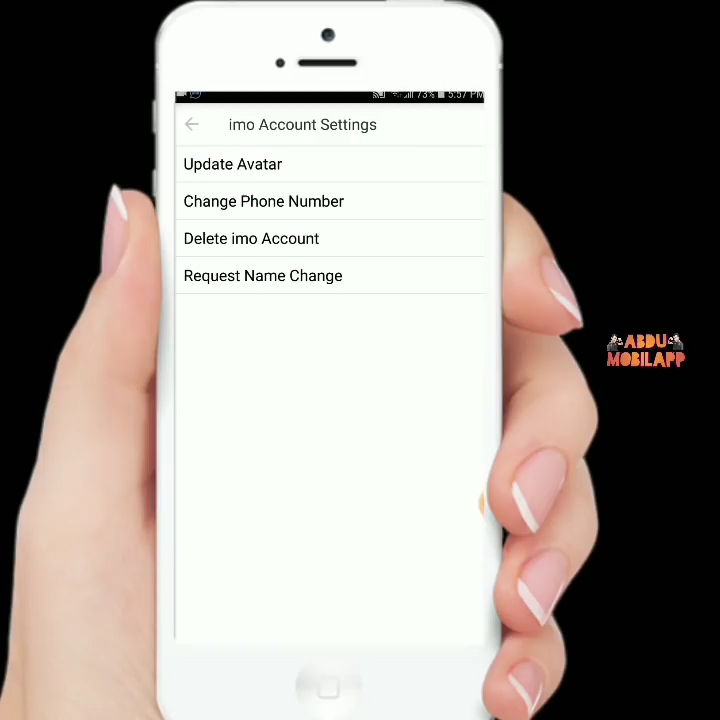 73% 5:57 PM
imo Account Settings
Update Avatar
Change Phone Number
Delete imo Account
Request Name Change
ABDU
MOBILAPP